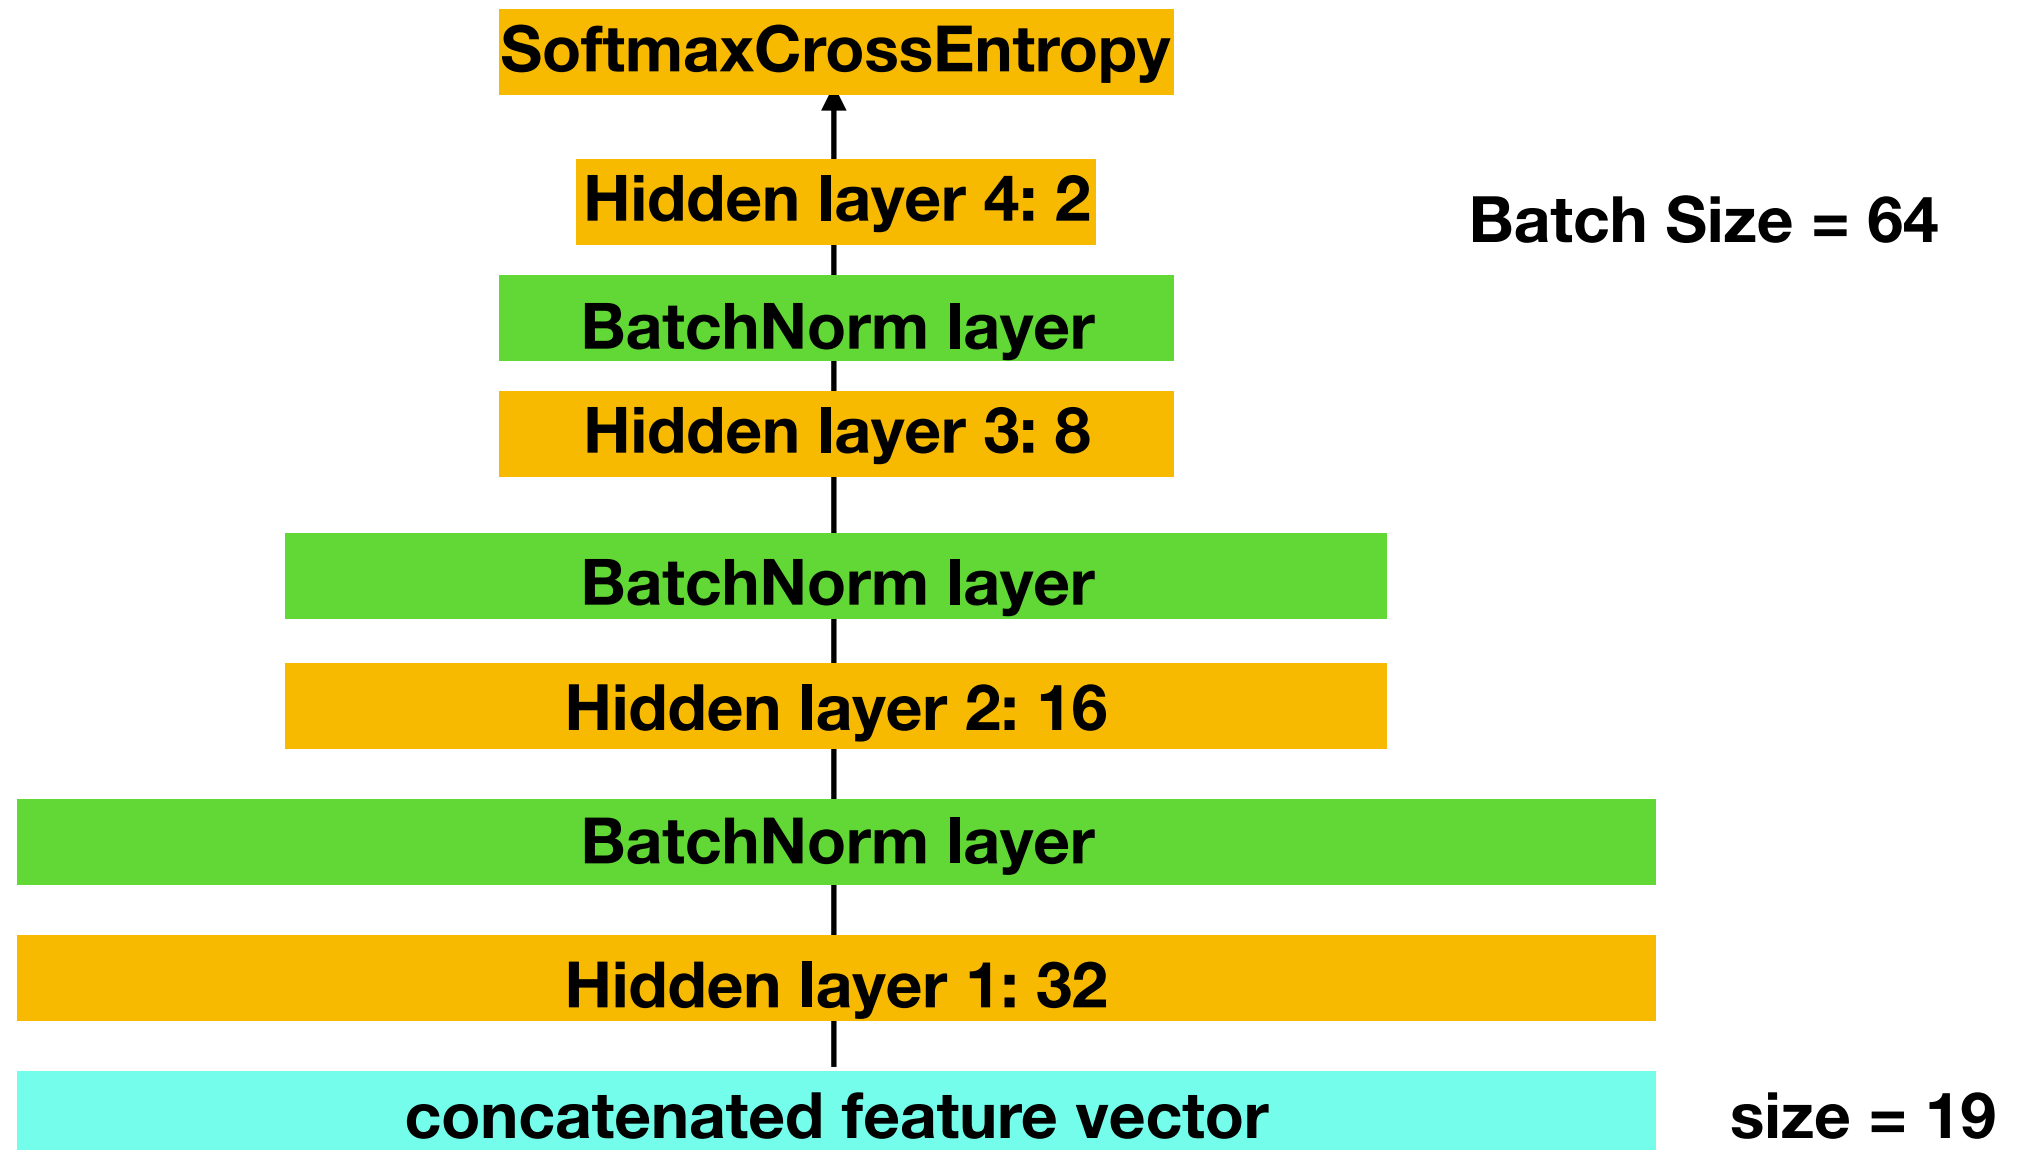 SoftmaxCrossEntropy
Hidden layer 4: 2
Batch Size = 64
BatchNorm layer
Hidden layer 3: 8
BatchNorm layer
Hidden layer 2: 16
BatchNorm layer
Hidden layer 1: 32
concatenated feature vector
size = 19